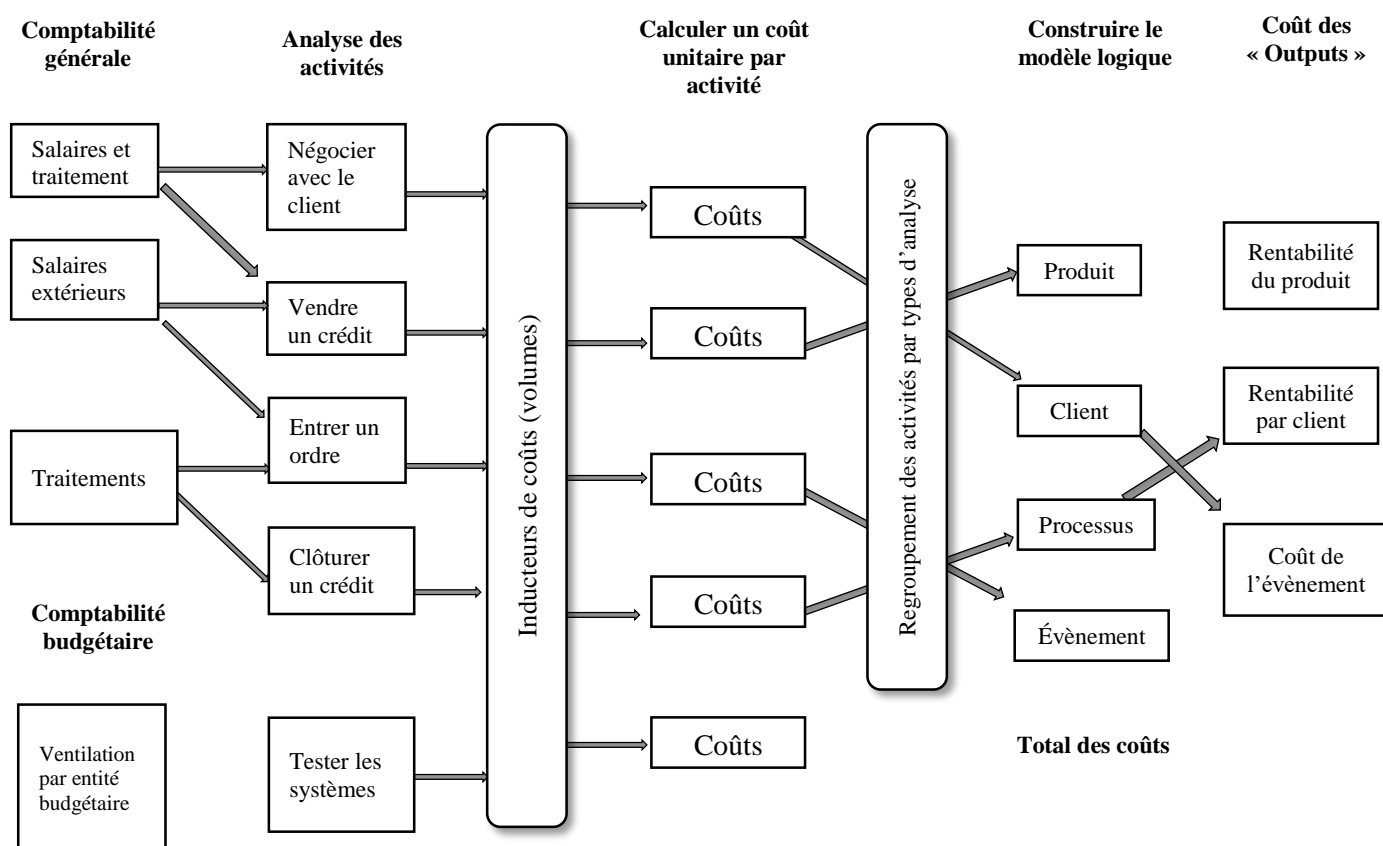 Comptabilité
générale
Analyse des
activités
Calculer un coût
unitaire par
activité
Construire le
modèle logique
Coût des
« Outputs »
Salaires et
traitement
Salaires
extérieurs
Traitements
Comptabilité
budgétaire
Ventilation
par entité
budgétaire
Négocier
avec le
client
Vendre
un crédit
Entrer un
ordre
Clôturer
un crédit
Tester les
systèmes
Inducteurs de coûts (volumes)
Coûts
Coûts
Coûts
Coûts
Coûts
Regroupement des activités par types d’analyse
Produit
Client
Processus
Évènement
Total des coûts
Rentabilité
du produit
Rentabilité
par client
Coût de
l’évènement